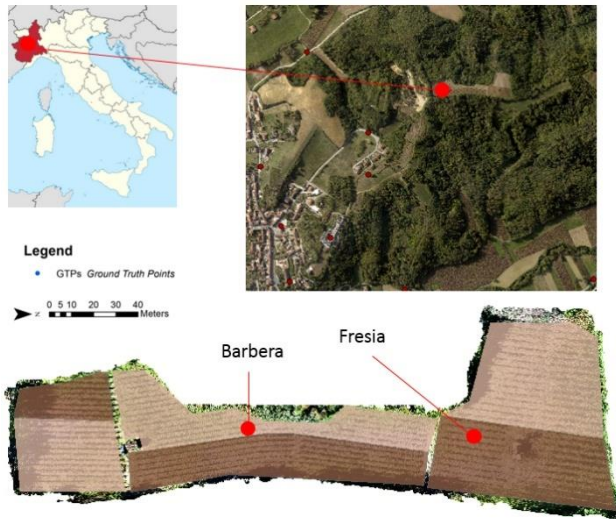 Legend
GTPs Ground Truth Points
N 0 5 10 20 30 40
Meters
Barbera
Fresia